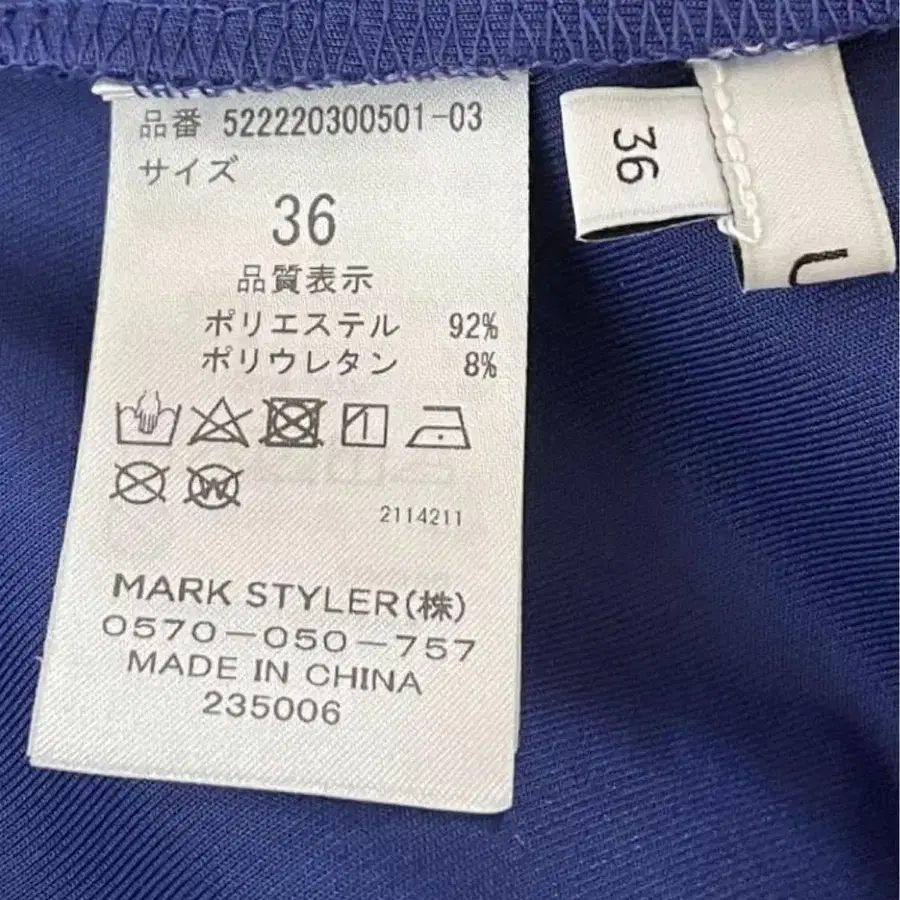 品番 522220300501-03
サイズ
36
品質表示
ポリエステル 92%
ポリウレタン 8%
W
2114211
MARK STYLER(株)
0570-050-757
MADE IN CHINA
235006
36
U